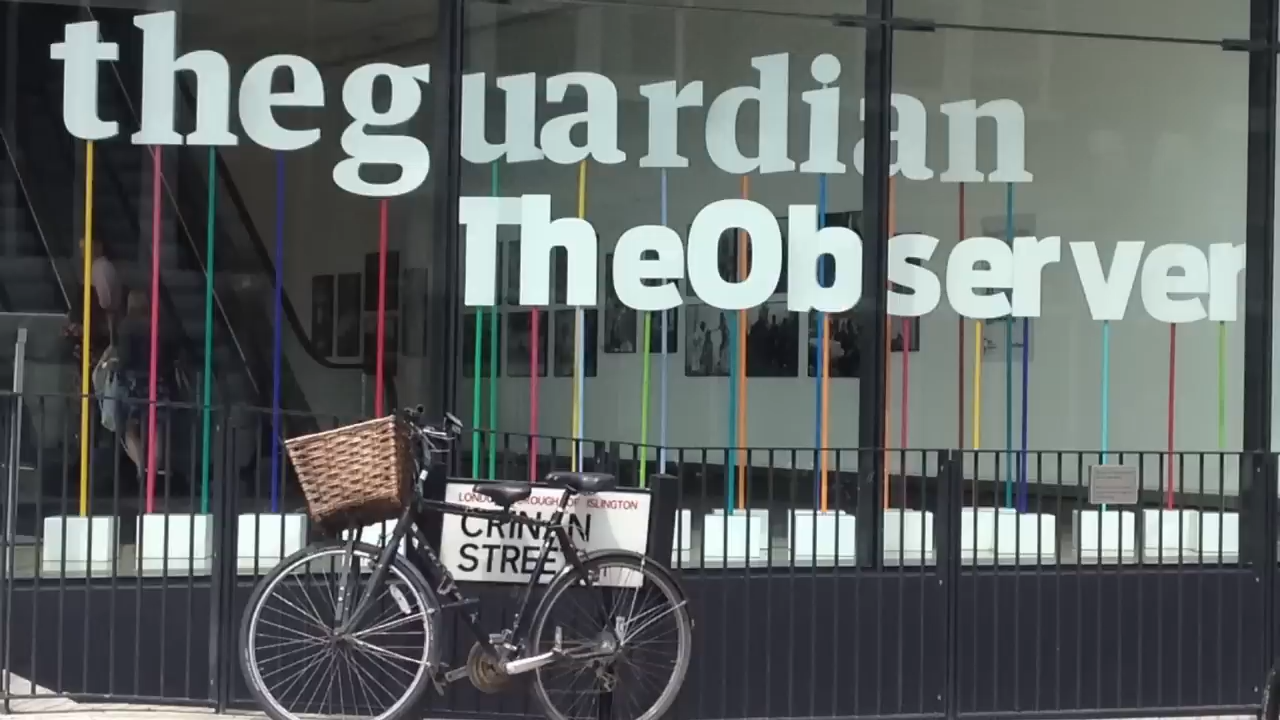 theguardian
TheObserver
LONDON BOROUGH OF ISLINGTON
CRINAN
STREET